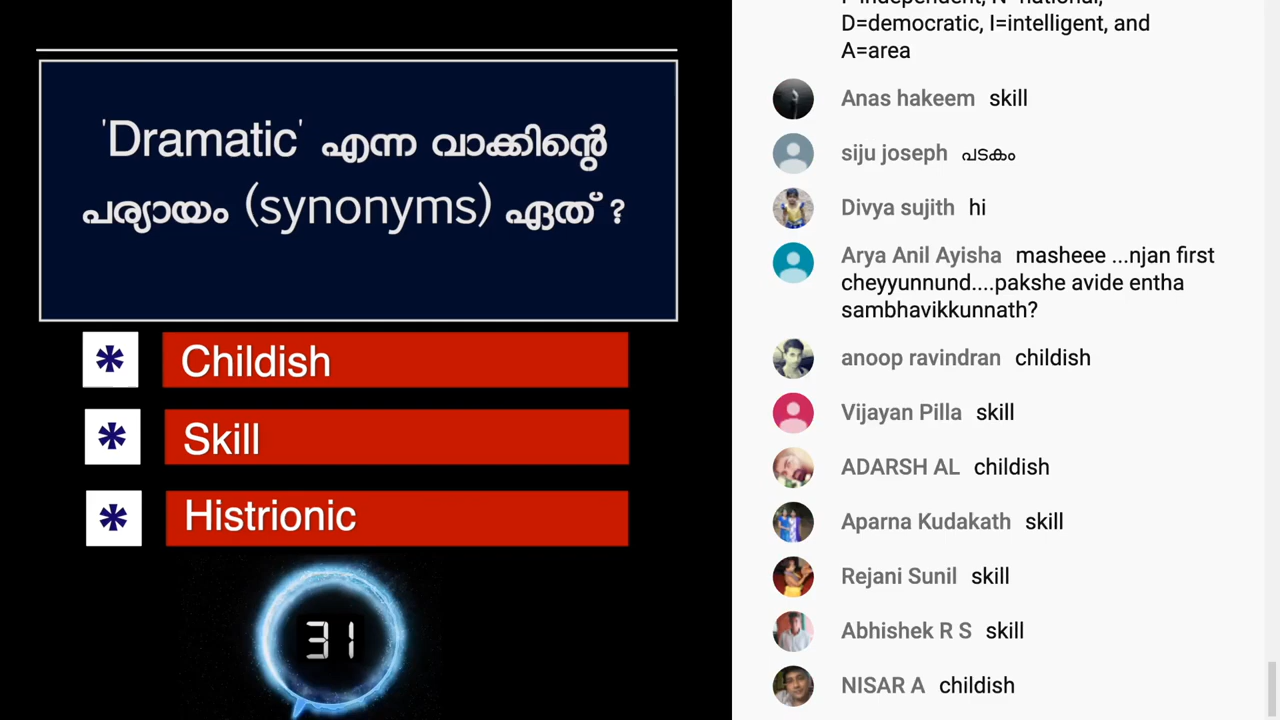 'Dramatic' എന്ന വാക്കിന്റെ
പര്യായം (synonyms) ഏത് ?
* Childish
* Skill
* Histrionic
31
D=democratic, I=intelligent, and
A=area
Anas hakeem skill
siju joseph പടകം
Divya sujith hi
Arya Anil Ayisha masheee ...njan first
cheyyunnund....pakshe avide entha
sambhavikkunnath?
anoop ravindran childish
Vijayan Pilla skill
ADARSH AL childish
Aparna Kudakath skill
Rejani Sunil skill
Abhishek R S skill
NISAR A childish